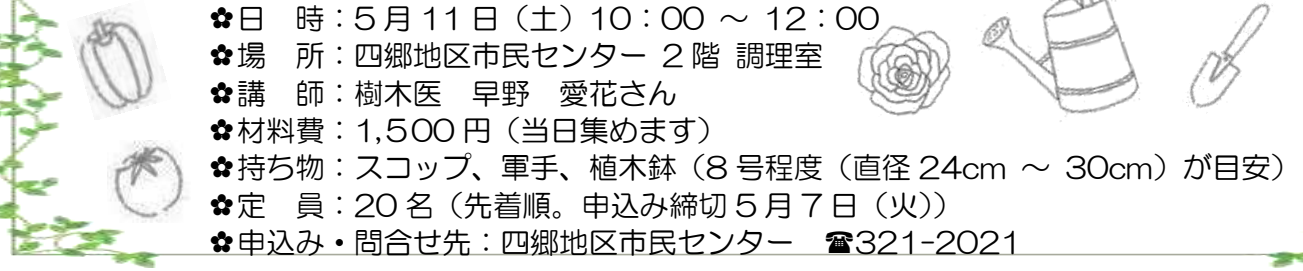 ✿日　時：５月１１日（土）１０：００ ～ １２：００
✿場　所：四郷地区市民センター ２階 調理室
✿講　師：樹木医　早野　愛花さん
✿材料費：１,５００円（当日集めます）
✿持ち物：スコップ、軍手、植木鉢（８号程度（直径24cm ～ 30cm）が目安）
✿定　員：２０名（先着順。申込み締切５月７日（火））
✿申込み・問合せ先：四郷地区市民センター　☎321-2021